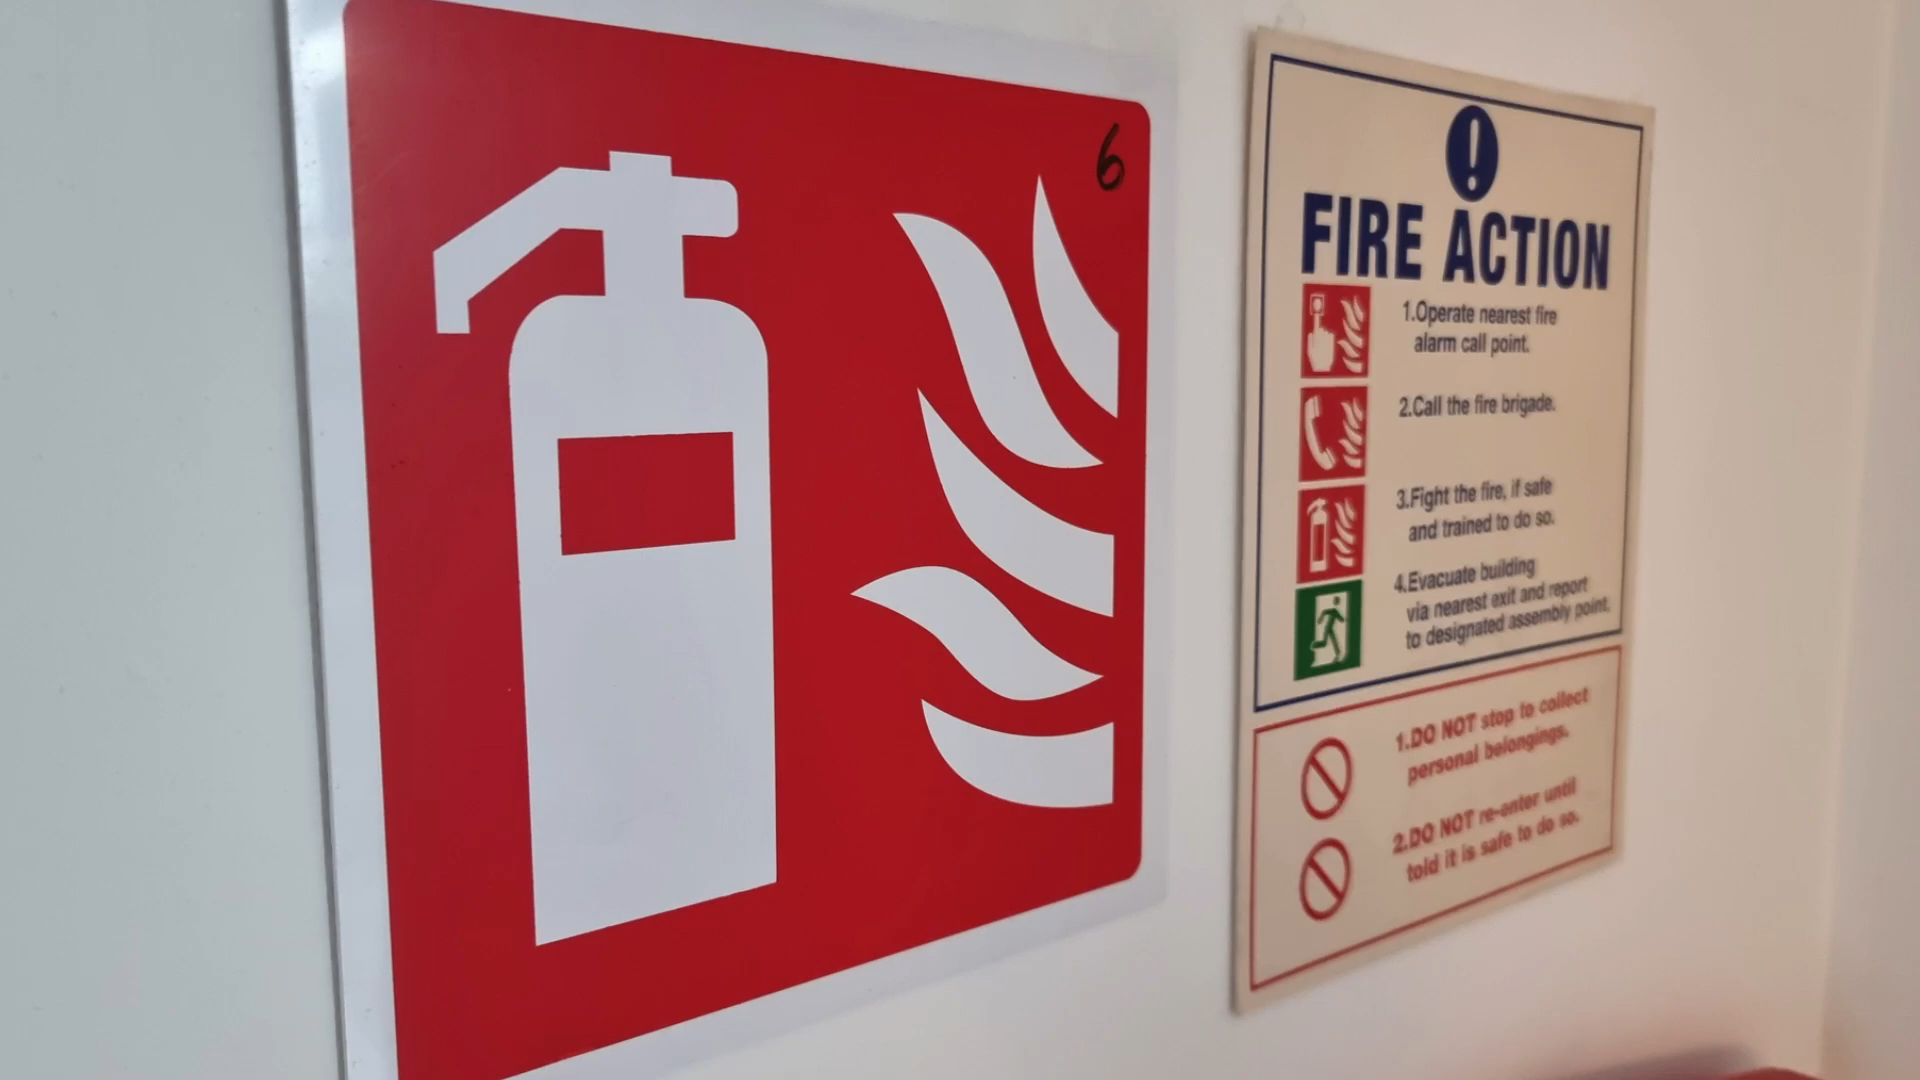 6
!
FIRE ACTION
1.Operate nearest fire
alarm call point.
2.Call the fire brigade.
3.Fight the fire, if safe
and trained to do so.
4.Evacuate building
via nearest exit and report
to designated assembly point.
1.DO NOT stop to collect
personal belongings.
2.DO NOT re-enter until
told it is safe to do so.